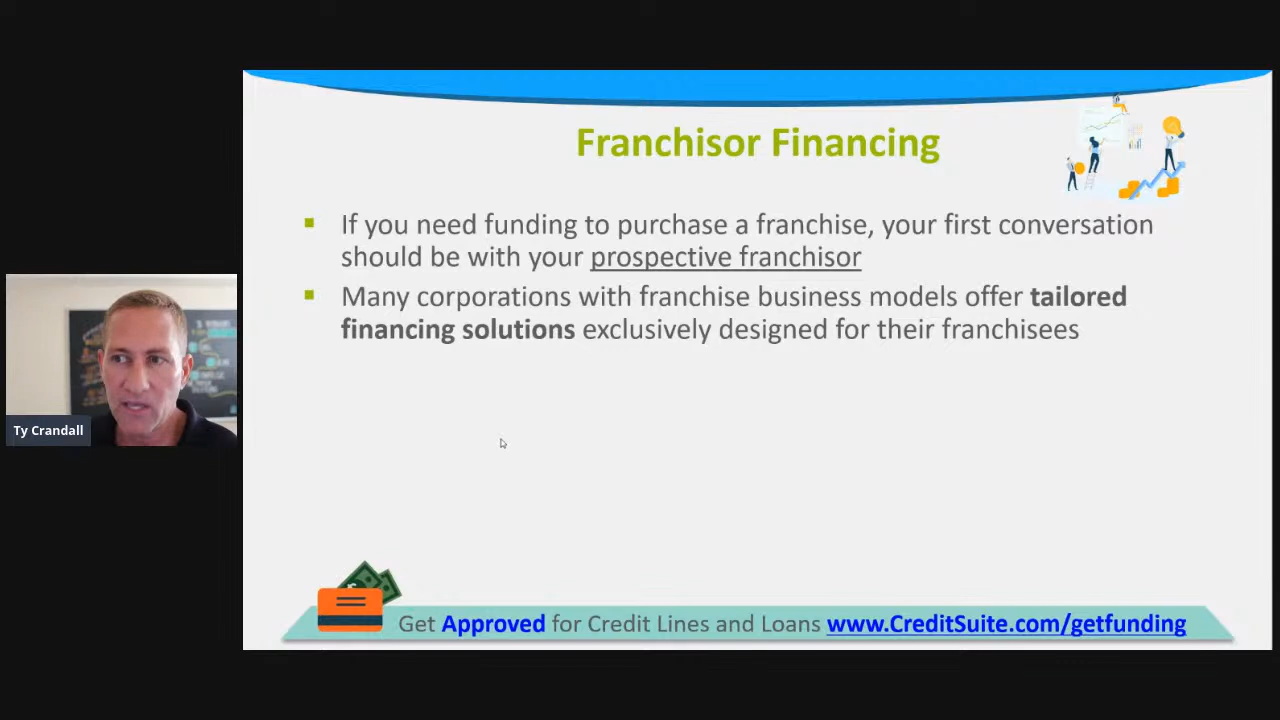 Franchisor Financing
If you need funding to purchase a franchise, your first conversation
should be with your prospective franchisor
Many corporations with franchise business models offer tailored
financing solutions exclusively designed for their franchisees
Ty Crandall
Get Approved for Credit Lines and Loans www.CreditSuite.com/getfunding